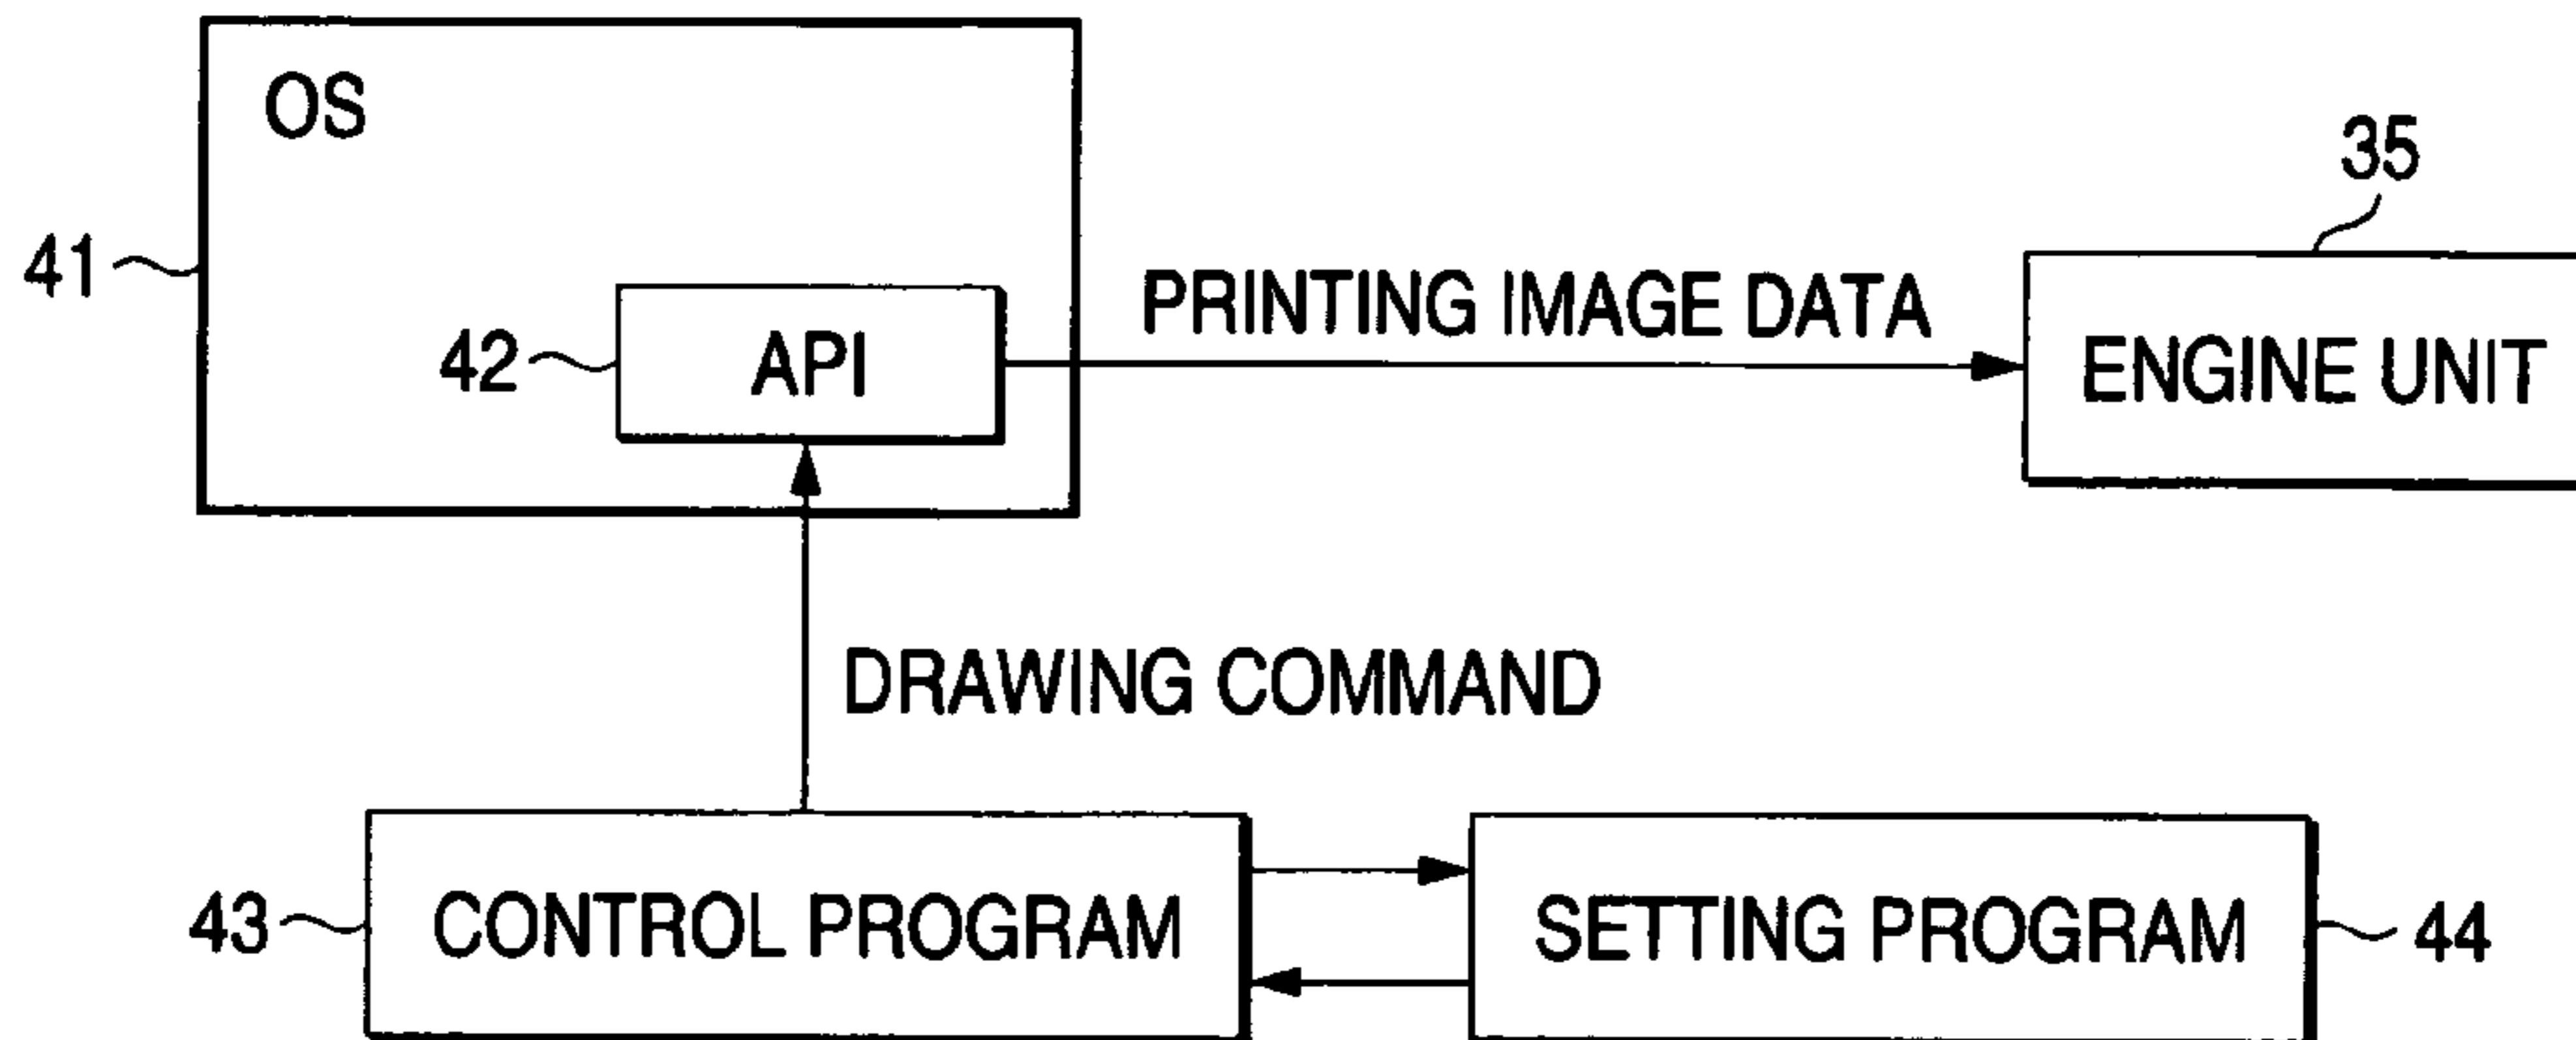 OS
35
41
PRINTING IMAGE DATA
42
API
ENGINE UNIT
DRAWING COMMAND
43
CONTROL PROGRAM
SETTING PROGRAM
44